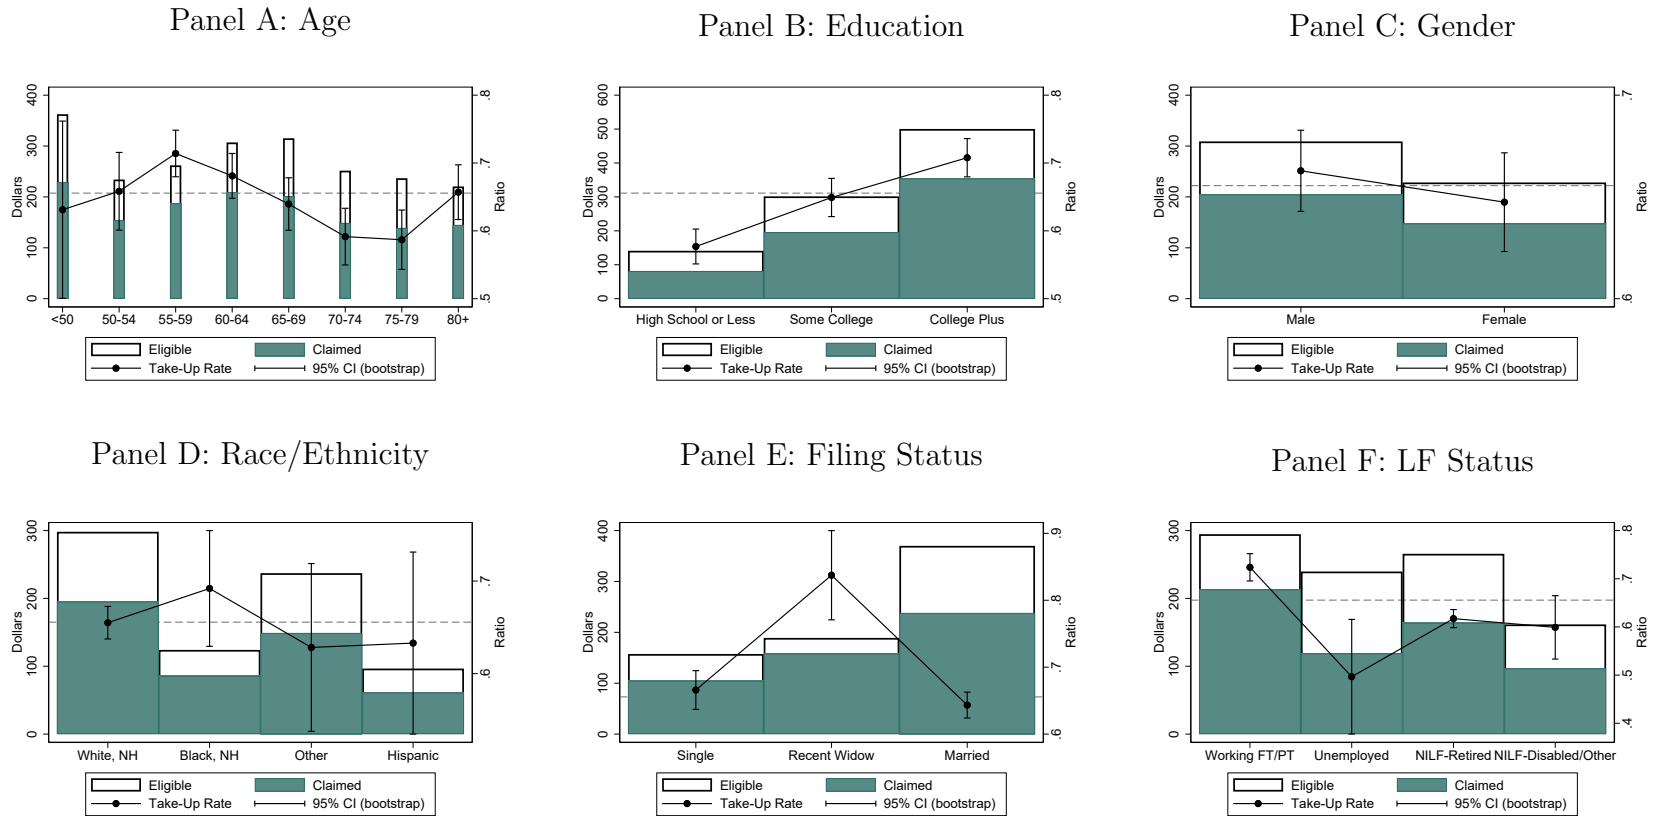 Panel A: Age
400
300
200
100
0
Dollars
.8
.7
.6
.5
Ratio
<50 50-54 55-59 60-64 65-69 70-74 75-79 80+
Eligible Claimed
Take-Up Rate 95% CI (bootstrap)
Panel B: Education
600
500
400
300
200
100
0
Dollars
.8
.7
.6
.5
Ratio
High School or Less Some College College Plus
Eligible Claimed
Take-Up Rate 95% CI (bootstrap)
Panel C: Gender
400
300
200
100
0
Dollars
.7
.6
Ratio
Male Female
Eligible Claimed
Take-Up Rate 95% CI (bootstrap)
Panel D: Race/Ethnicity
300
200
100
0
Dollars
.7
.6
Ratio
White, NH Black, NH Other Hispanic
Eligible Claimed
Take-Up Rate 95% CI (bootstrap)
Panel E: Filing Status
400
300
200
100
0
Dollars
.9
.8
.7
.6
Ratio
Single Recent Widow Married
Eligible Claimed
Take-Up Rate 95% CI (bootstrap)
Panel F: LF Status
300
200
100
0
Dollars
.8
.7
.6
.5
.4
Ratio
Working FT/PT Unemployed NILF-Retired NILF-Disabled/Other
Eligible Claimed
Take-Up Rate 95% CI (bootstrap)